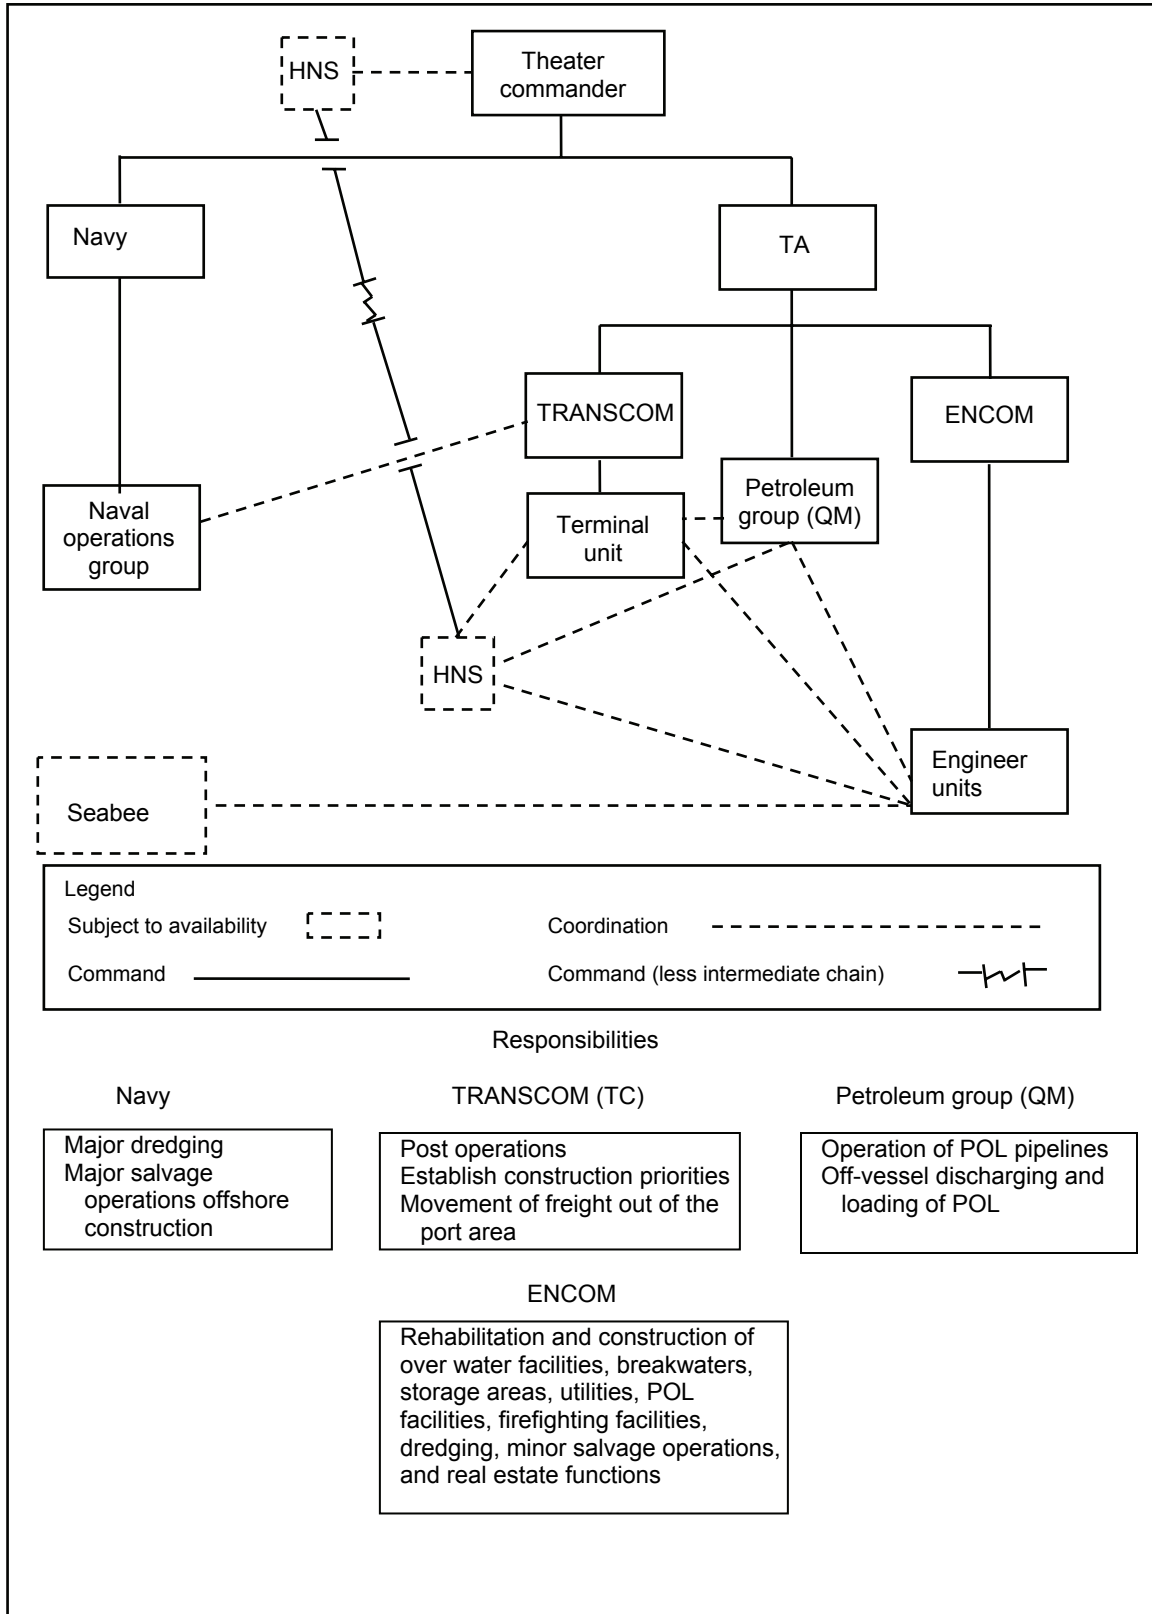 HNS
Theater
commander
Navy
TA
TRANSCOM
ENCOM
Naval
operations
group
Terminal
unit
Petroleum
group (QM)
HNS
Seabee
Engineer
units
Legend
Subject to availability
Coordination
Command
Command (less intermediate chain)
Responsibilities
Navy
TRANSCOM (TC)
Petroleum group (QM)
Major dredging
Major salvage
operations offshore
construction
Post operations
Establish construction priorities
Movement of freight out of the
port area
Operation of POL pipelines
Off-vessel discharging and
loading of POL
ENCOM
Rehabilitation and construction of
over water facilities, breakwaters,
storage areas, utilities, POL
facilities, firefighting facilities,
dredging, minor salvage operations,
and real estate functions